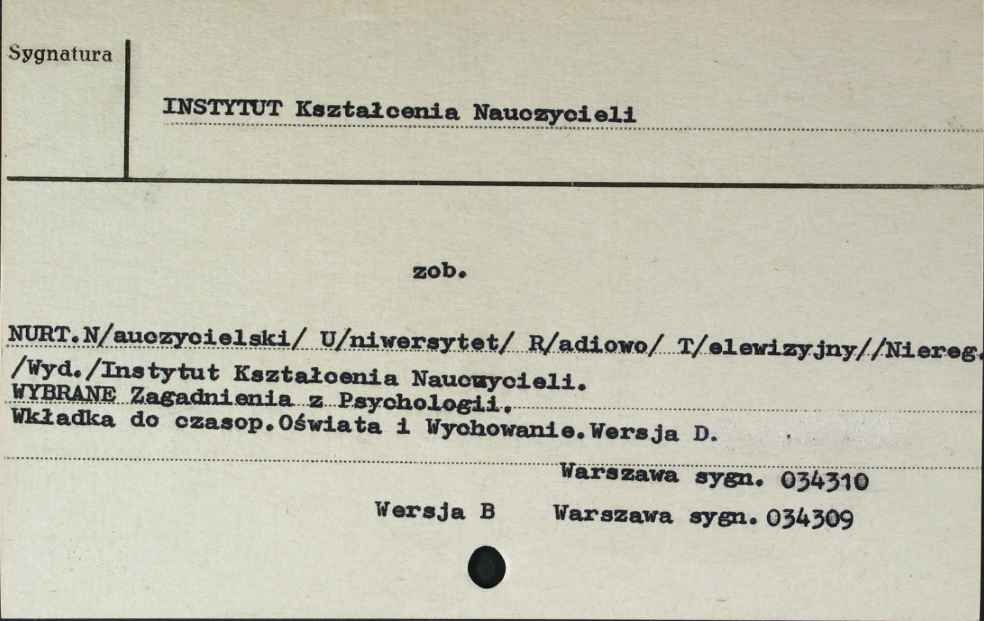 Sygnatura
INSTYTUT Kształcenia Nauczycieli
zob.
NURT.N/auczycielski/ U/niwersytet/ R/adiowo/ T/elewizyjny//Niereg.
/Wyd./Instytut Kształcenia Nauczycieli.
WYBRANE Zagadnienia z Psychologii.
Wkładka do czasop.Oświata i Wychowanie.Wersja D.
Warszawa sygn. 034310
Wersja B Warszawa sygn. 034309